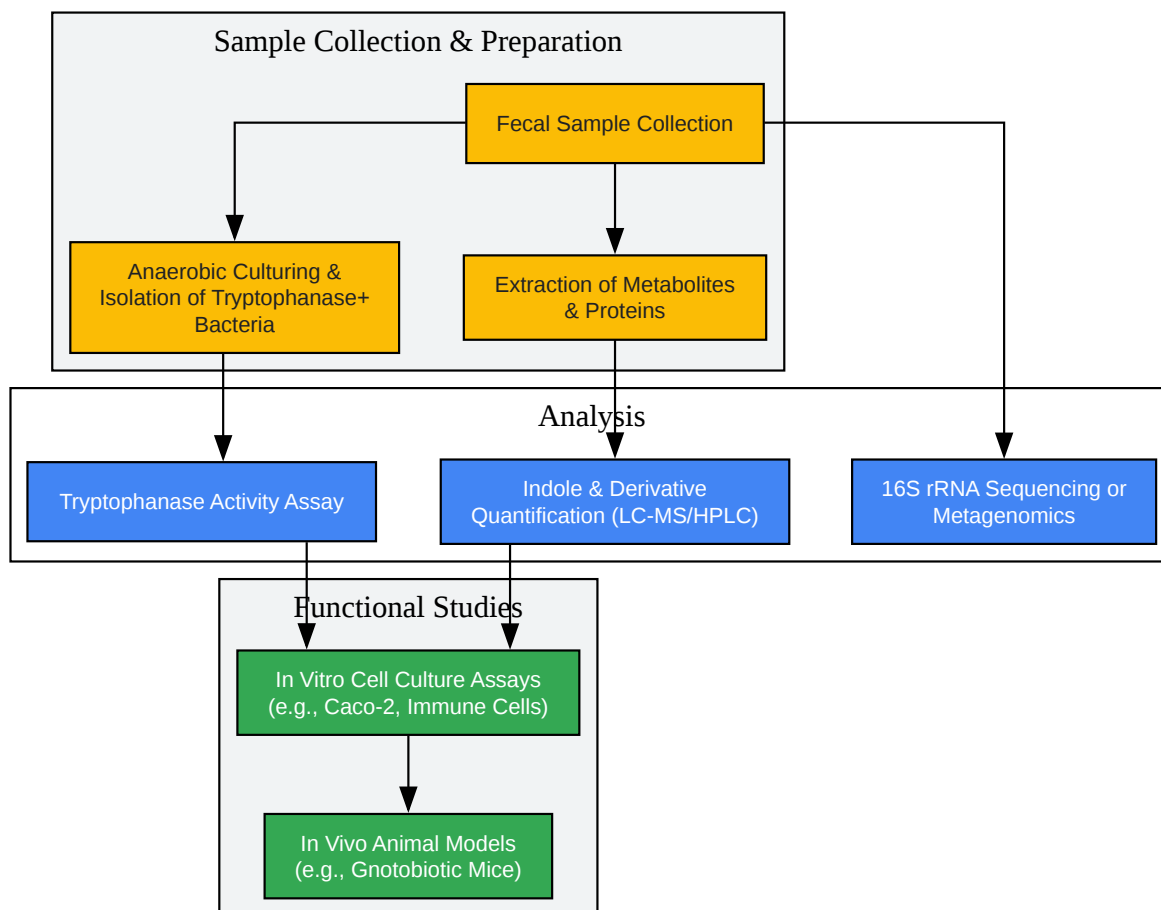 Sample Collection & Preparation
Fecal Sample Collection
Anaerobic Culturing &
Isolation of Tryptophanase+
Bacteria
Extraction of Metabolites
& Proteins
Analysis
Tryptophanase Activity Assay
Indole & Derivative
Quantification (LC-MS/HPLC)
16S rRNA Sequencing or
Metagenomics
Functional Studies
In Vitro Cell Culture Assays
(e.g., Caco-2, Immune Cells)
In Vivo Animal Models
(e.g., Gnotobiotic Mice)